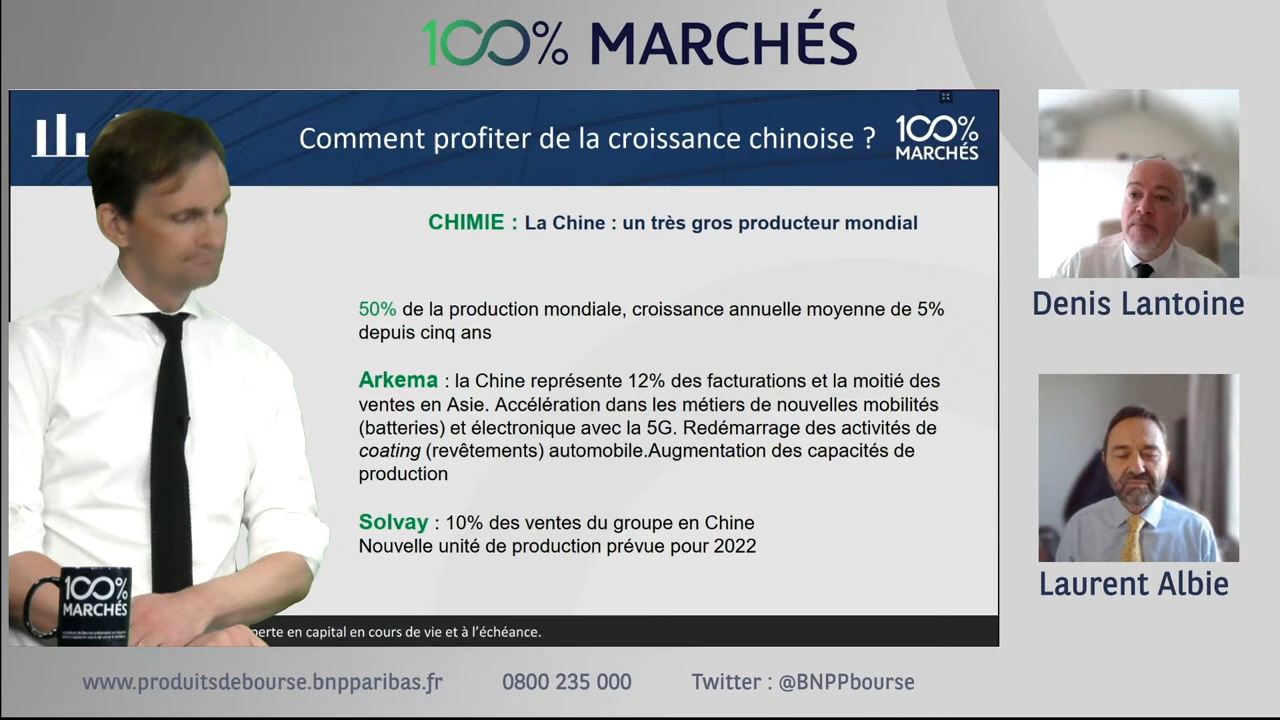 100% MARCHÉS
Comment profiter de la croissance chinoise ?
100%
MARCHÉS
CHIMIE : La Chine : un très gros producteur mondial
50% de la production mondiale, croissance annuelle moyenne de 5%
depuis cinq ans
Arkema : la Chine représente 12% des facturations et la moitié des
ventes en Asie. Accélération dans les métiers de nouvelles mobilités
(batteries) et électronique avec la 5G. Redémarrage des activités de
coating (revêtements) automobile.Augmentation des capacités de
production
Solvay : 10% des ventes du groupe en Chine
Nouvelle unité de production prévue pour 2022
100%
MARCHÉS
en capital en cours de vie et à l'échéance.
Denis Lantoine
Laurent Albie
www.produitsdebourse.bnpparibas.fr 0800 235 000 Twitter : @BNPPbourse